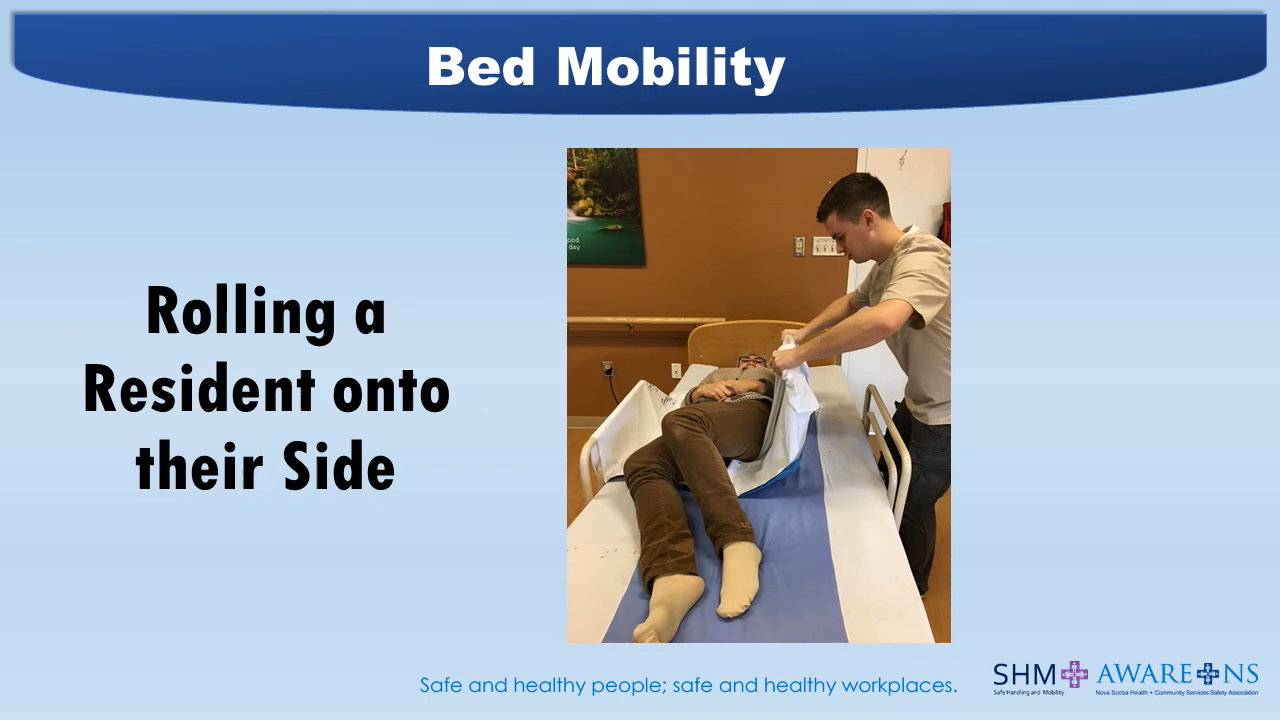 Bed Mobility
Rolling a
Resident onto
their Side
Safe and healthy people; safe and healthy workplaces.
SHM
Safe Handling and Mobility
AWARE NS
Nova Scotia Health + Community Services Safety Association